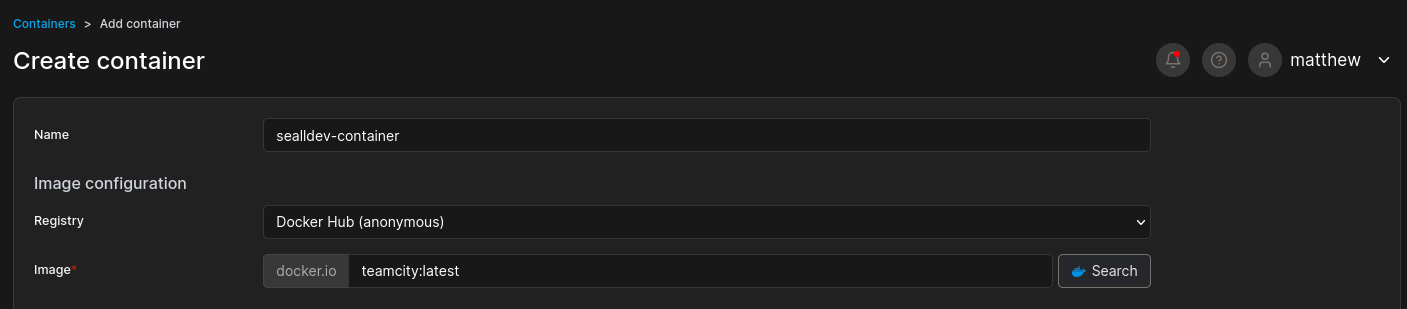 Containers > Add container
Create container
matthew
Name
sealldev-container
Image configuration
Registry
Docker Hub (anonymous)
Image*
docker.io
teamcity:latest
Search